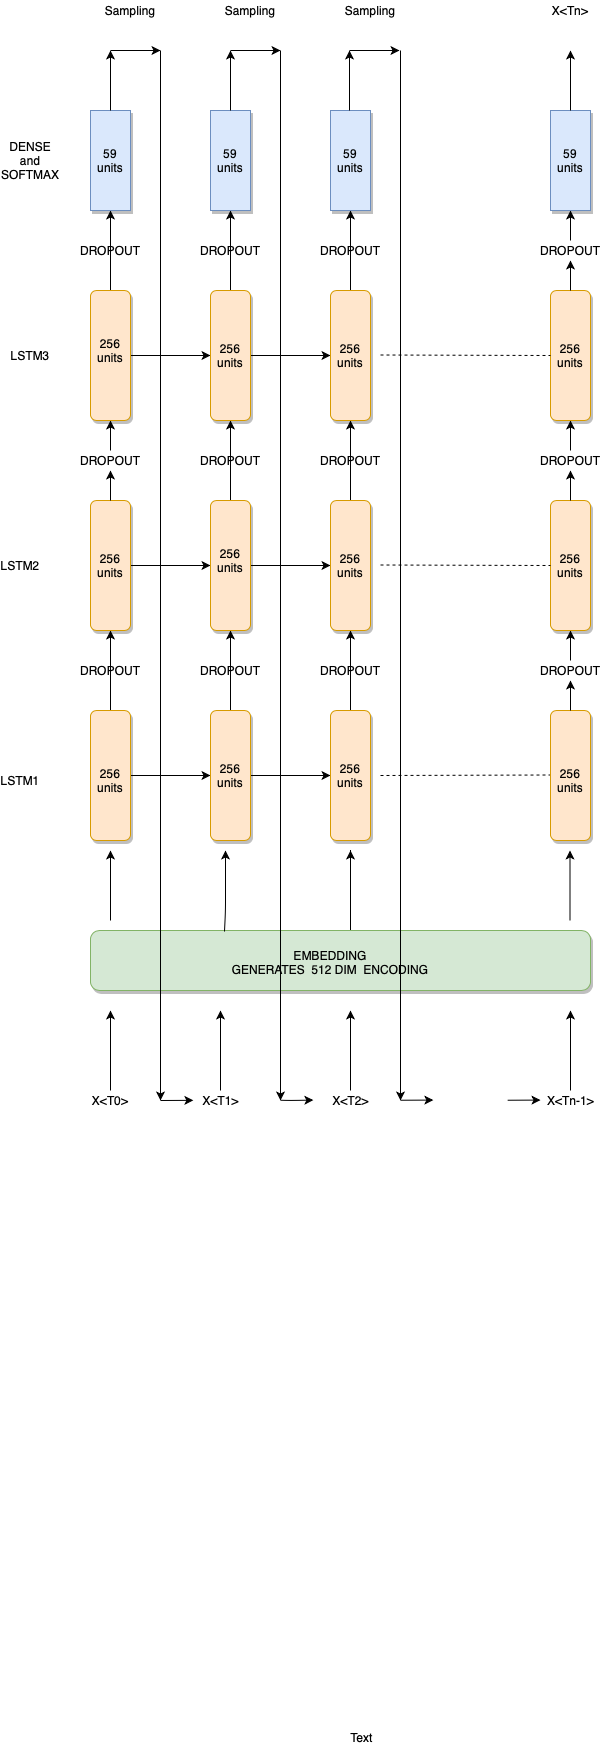 Sampling Sampling Sampling X<Tn>
DENSE
and
SOFTMAX
59
units
59
units
59
units
59
units
DROPOUT DROPOUT DROPOUT DROPOUT
LSTM3
256
units
256
units
256
units
256
units
DROPOUT DROPOUT DROPOUT DROPOUT
LSTM2
256
units
256
units
256
units
256
units
DROPOUT DROPOUT DROPOUT DROPOUT
LSTM1
256
units
256
units
256
units
256
units
EMBEDDING
GENERATES 512 DIM ENCODING
X<T0> X<T1> X<T2> X<Tn-1>
Text